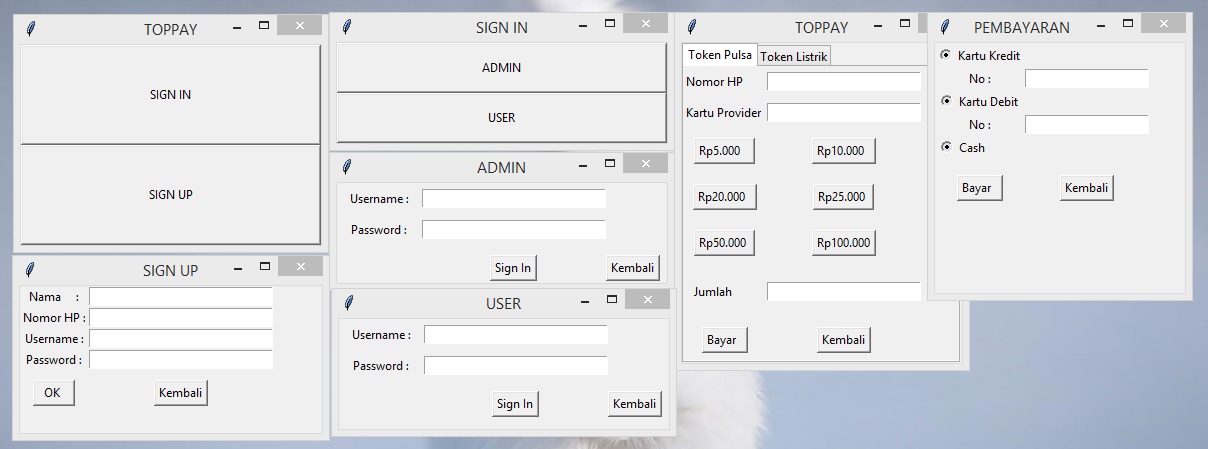 TOPPAY
SIGN IN
SIGN UP
SIGN UP
Nama :
Nomor HP :
Username :
Password :
OK Kembali
SIGN IN
ADMIN
USER
ADMIN
Username :
Password :
Sign In Kembali
USER
Username :
Password :
Sign In Kembali
TOPPAY
Token Pulsa Token Listrik
Nomor HP
Kartu Provider
Rp5.000 Rp10.000
Rp20.000 Rp25.000
Rp50.000 Rp100.000
Jumlah
Bayar Kembali
PEMBAYARAN
Kartu Kredit
No :
Kartu Debit
No :
Cash
Bayar Kembali